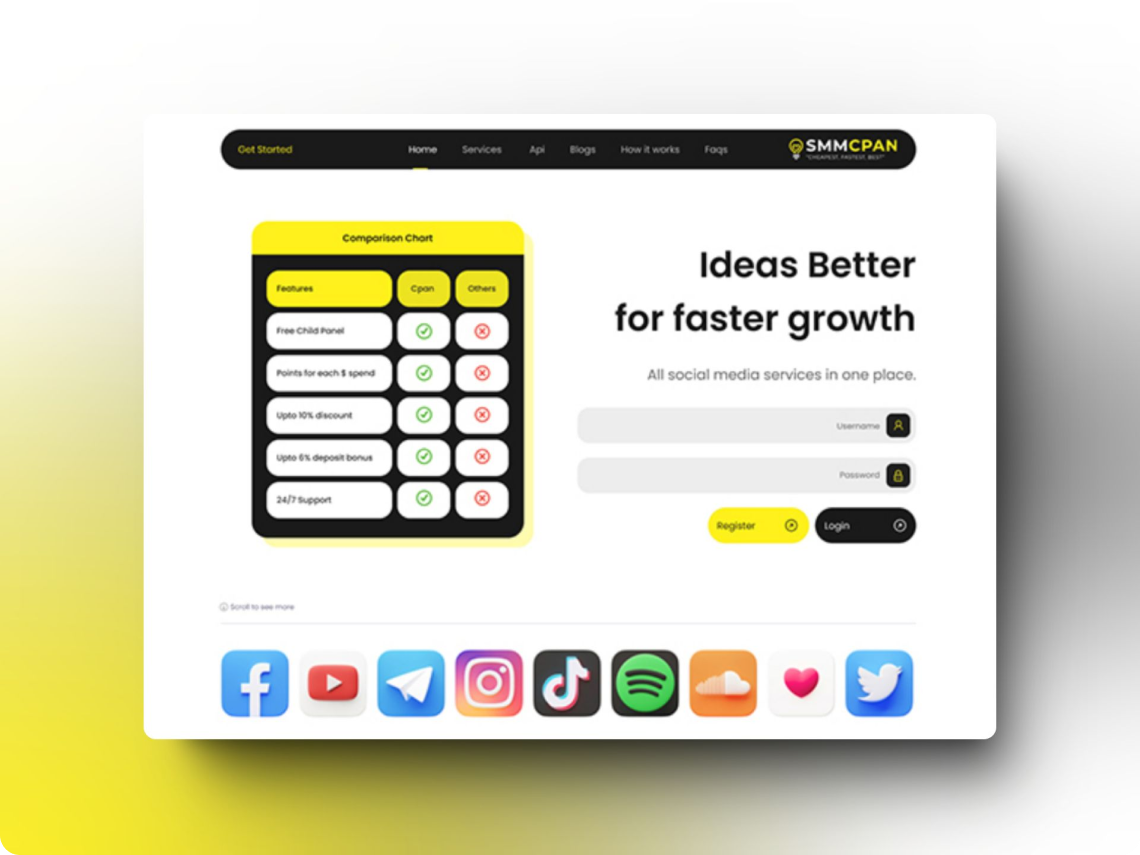 Get Started
Home
Services
Api
Blogs
How it works
Faqs
SMMCPAN
"CHEAPEST, FASTEST, BEST"
Comparison Chart
Features
Cpan
Others
Free Child Panel
Points for each $ spend
Upto 10% discount
Upto 6% deposit bonus
24/7 Support
Ideas Better
for faster growth
All social media services in one place.
Username
Password
Register
Login
Scroll to see more